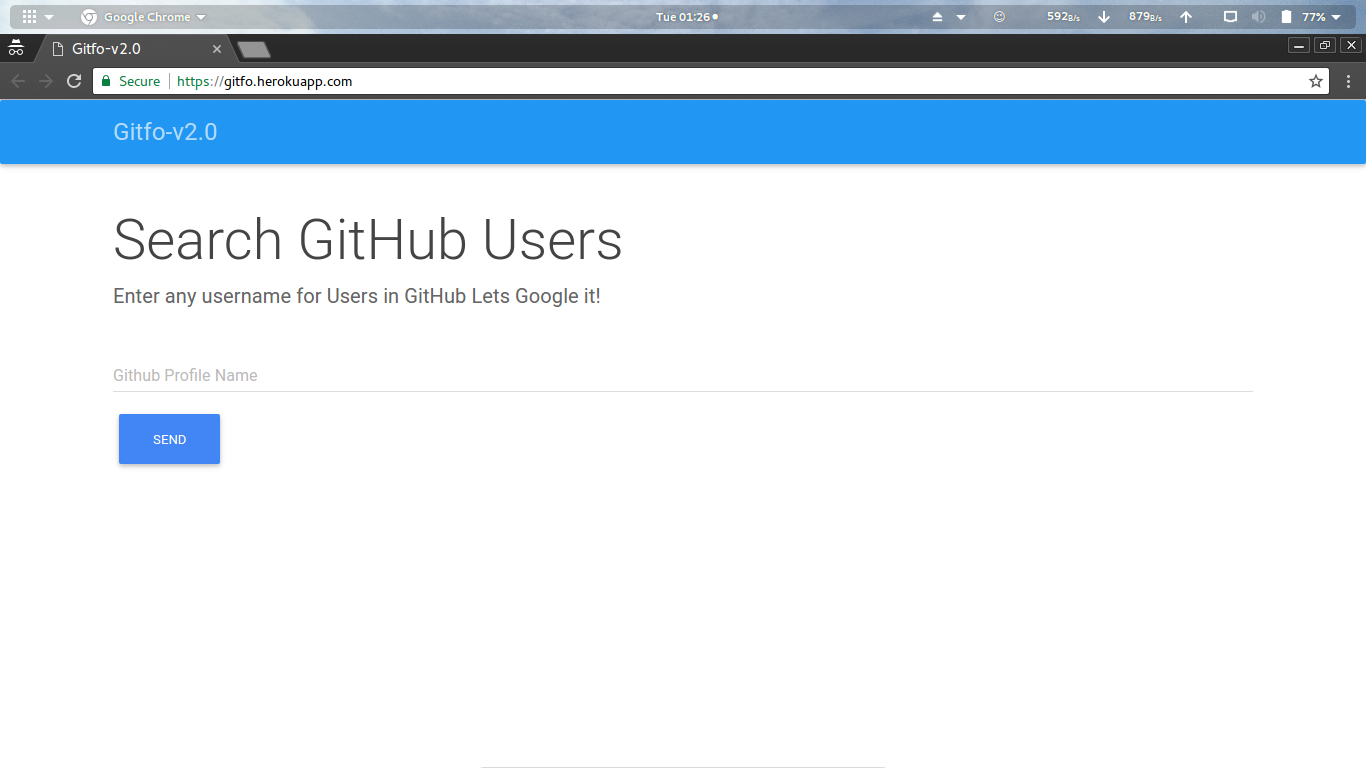 Google Chrome Tue 01:26 592B/s 879B/s 77%
Gitfo-v2.0
Secure https://gitfo.herokuapp.com
Gitfo-v2.0
Search GitHub Users
Enter any username for Users in GitHub Lets Google it!
Github Profile Name
SEND